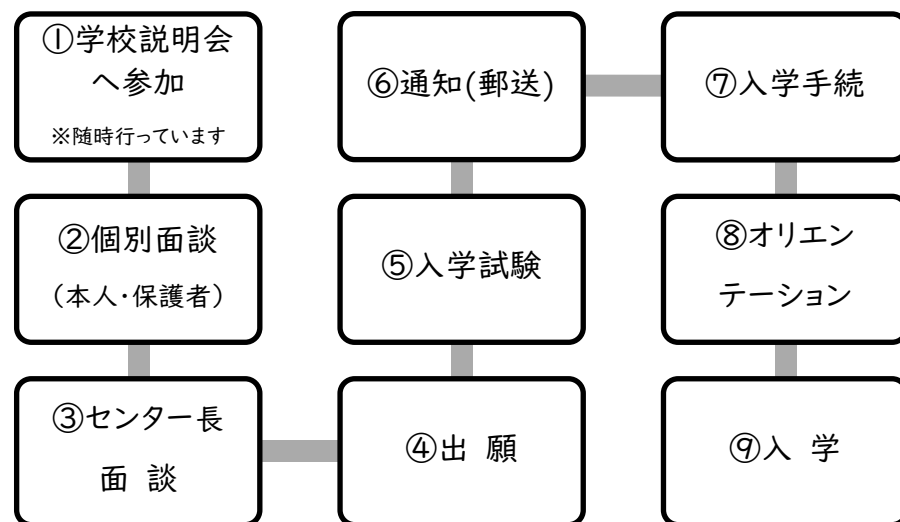 ①学校説明会
へ参加
※随時行っています
②個別面談
(本人・保護者)
③センター長
面 談
④出 願
⑤入学試験
⑥通知(郵送)
⑦入学手続
⑧オリエン
テーション
⑨入 学